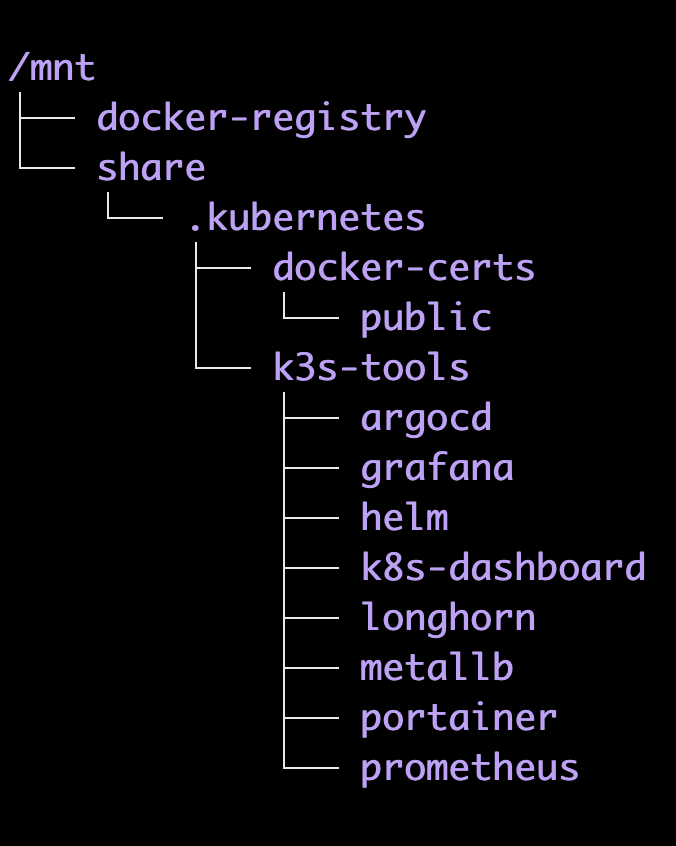 /mnt
docker-registry
share
.kubernetes
docker-certs
public
k3s-tools
argocd
grafana
helm
k8s-dashboard
longhorn
metallb
portainer
prometheus